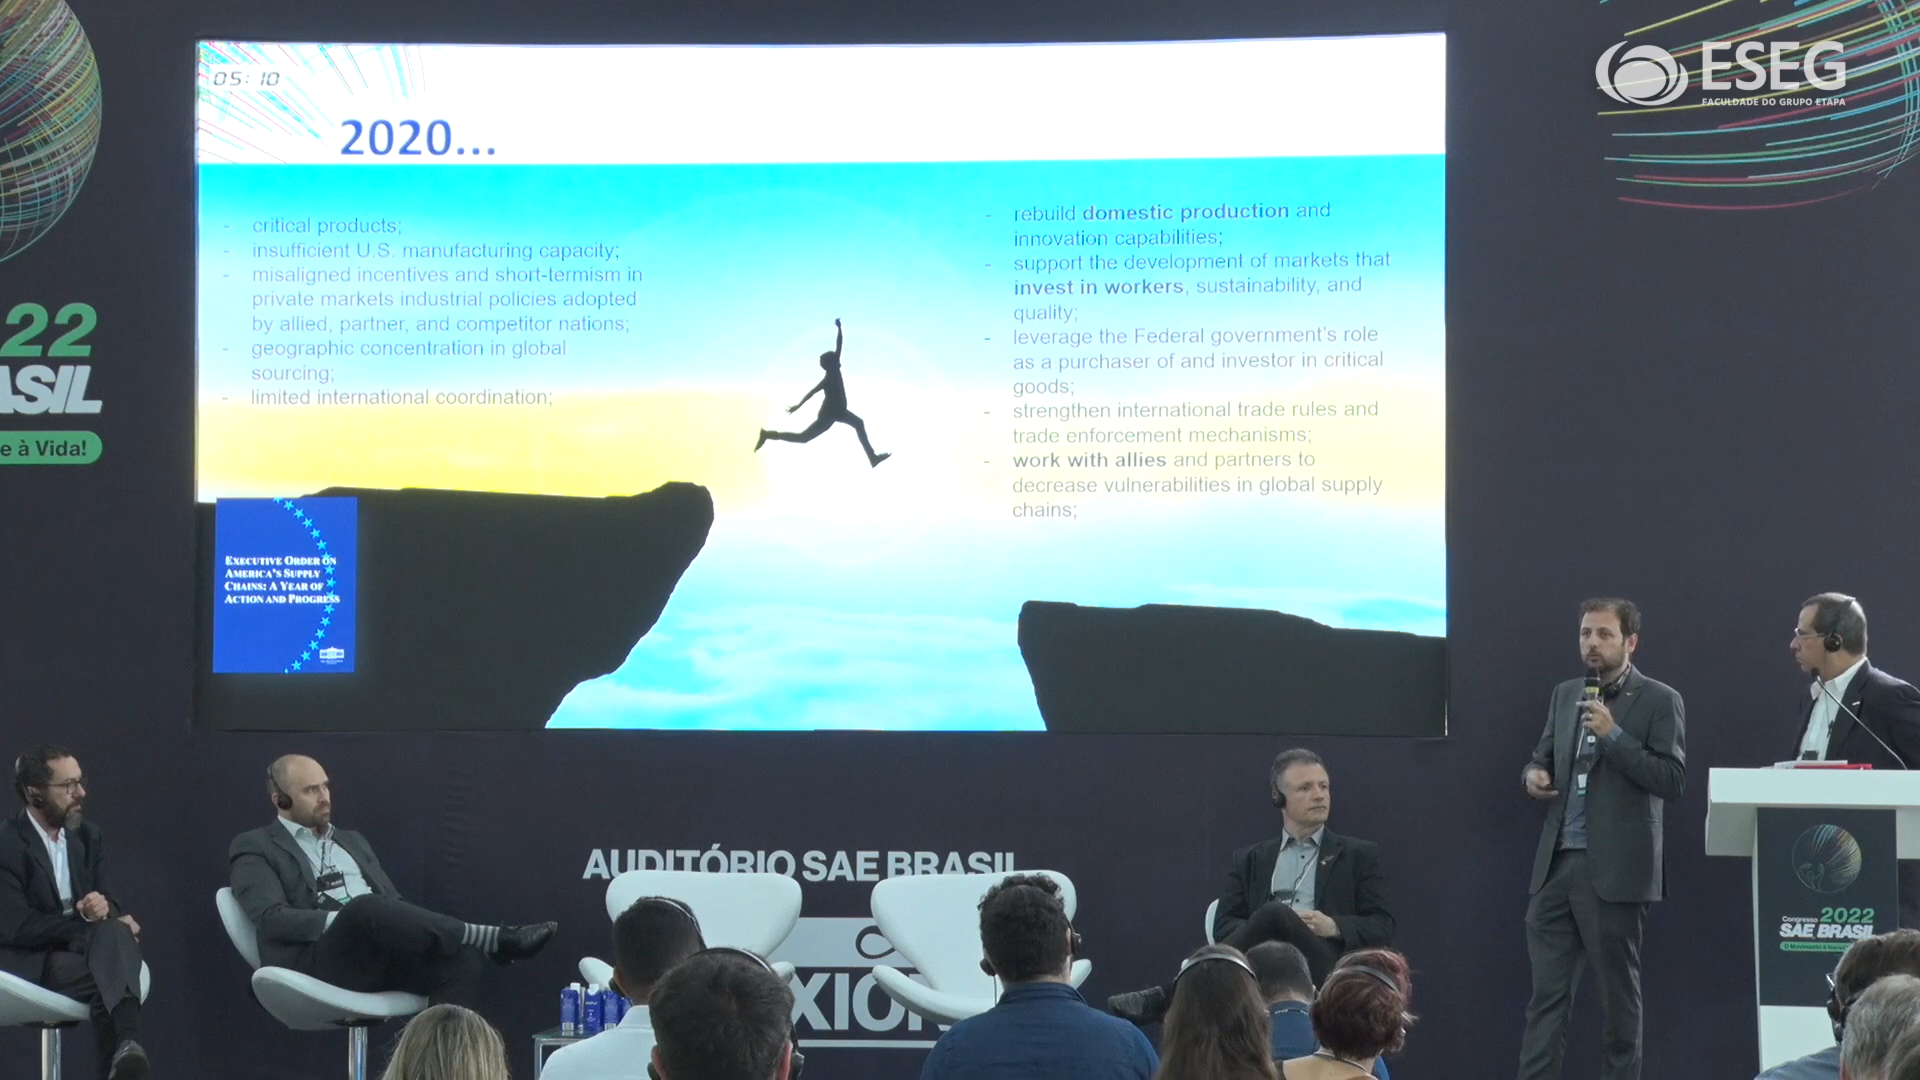 ESEG
FACULDADE DO GRUPO ETAPA
05:10
2020...
- critical products;
- insufficient U.S. manufacturing capacity;
- misaligned incentives and short-termism in
private markets industrial policies adopted
by allied, partner, and competitor nations;
- geographic concentration in global
sourcing;
- limited international coordination;
- rebuild domestic production and
innovation capabilities;
- support the development of markets that
invest in workers, sustainability, and
quality;
- leverage the Federal government's role
as a purchaser of and investor in critical
goods;
- strengthen international trade rules and
trade enforcement mechanisms;
- work with allies and partners to
decrease vulnerabilities in global supply
chains;
EXECUTIVE ORDER ON
AMERICA'S SUPPLY
CHAINS: A YEAR OF
ACTION AND PROGRESS
22
ASIL
e à Vida!
AUDITÓRIO SAE BRASIL
XION
Congresso 2022
SAE BRASIL